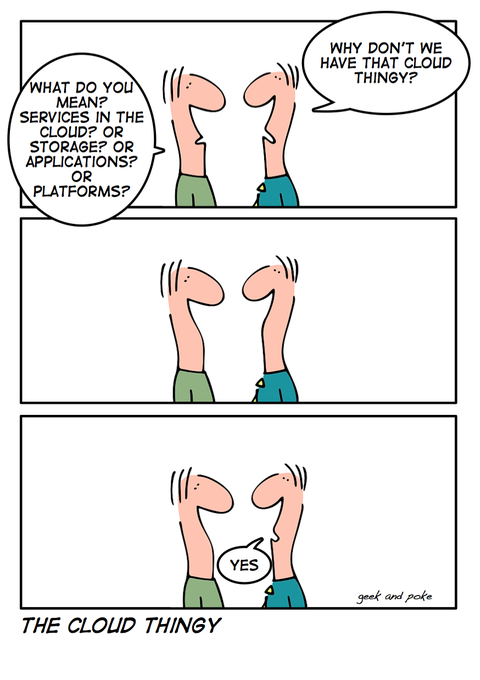 WHY DON'T WE
HAVE THAT CLOUD
THINGY?
WHAT DO YOU
MEAN?
SERVICES IN THE
CLOUD? OR
STORAGE? OR
APPLICATIONS?
OR
PLATFORMS?
YES
geek and poke
THE CLOUD THINGY